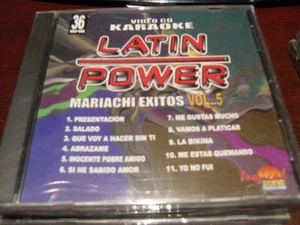 36
VIDEO CD
KARAOKE
LATIN
POWER
MARIACHI EXITOS VOL..5
1. PRESENTACION
2. SALADO
3. QUE VOY A HACER SIN TI
4. ABRAZAME
5. INOCENTE POBRE AMIGO
6. SI HE SABIDO AMOR
7. ME GUSTAS MUCHO
8. VAMOS A PLATICAR
9. LA BIKINA
10. ME ESTAS QUEMANDO
11. YO NO FUI